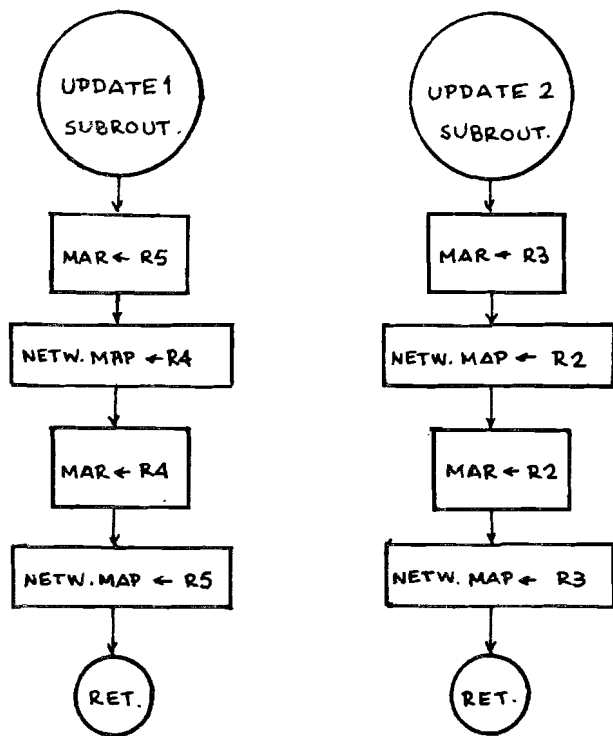 UPDATE 1
SUBROUT.
MAR ← R5
NETW. MAP ← R4
MAR ← R4
NETW. MAP ← R5
RET.
UPDATE 2
SUBROUT.
MAR ← R3
NETW. MAP ← R2
MAR ← R2
NETW. MAP ← R3
RET.